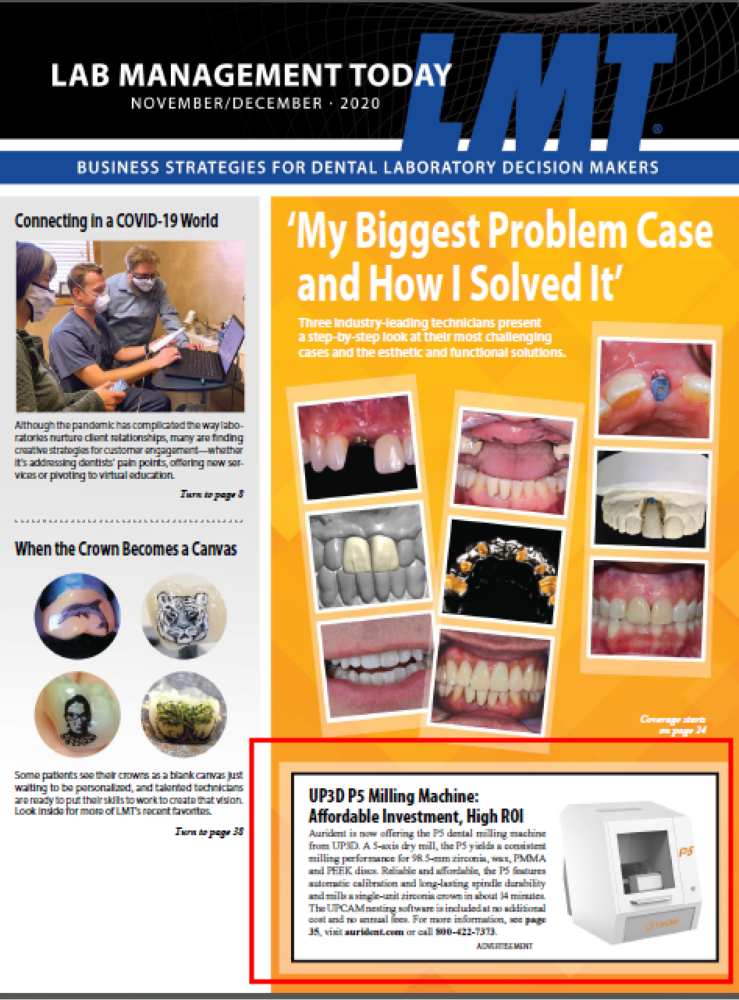 LAB MANAGEMENT TODAY
NOVEMBER/DECEMBER · 2020
LMT®
BUSINESS STRATEGIES FOR DENTAL LABORATORY DECISION MAKERS
Connecting in a COVID-19 World
Although the pandemic has complicated the way labo-
ratories nurture client relationships, many are finding
creative strategies for customer engagement—whether
it's addressing dentists' pain points, offering new ser-
vices or pivoting to virtual education.
Turn to page 8
When the Crown Becomes a Canvas
Some patients see their crowns as a blank canvas just
waiting to be personalized, and talented technicians
are ready to put their skills to work to create that vision.
Look inside for more of LMT's recent favorites.
Turn to page 38
'My Biggest Problem Case
and How I Solved It'
Three industry-leading technicians present
a step-by-step look at their most challenging
cases and the esthetic and functional solutions.
Coverage starts
on page 24
UP3D P5 Milling Machine:
Affordable Investment, High ROI
Aurident is now offering the P5 dental milling machine
from UP3D. A 5-axis dry mill, the P5 yields a consistent
milling performance for 98.5-mm zirconia, wax, PMMA
and PEEK discs. Reliable and affordable, the P5 features
automatic calibration and long-lasting spindle durability
and mills a single-unit zirconia crown in about 14 minutes.
The UPCAM nesting software is included at no additional
cost and no annual fees. For more information, see page
35, visit aurident.com or call 800-422-7373.
ADVERTISEMENT
P5